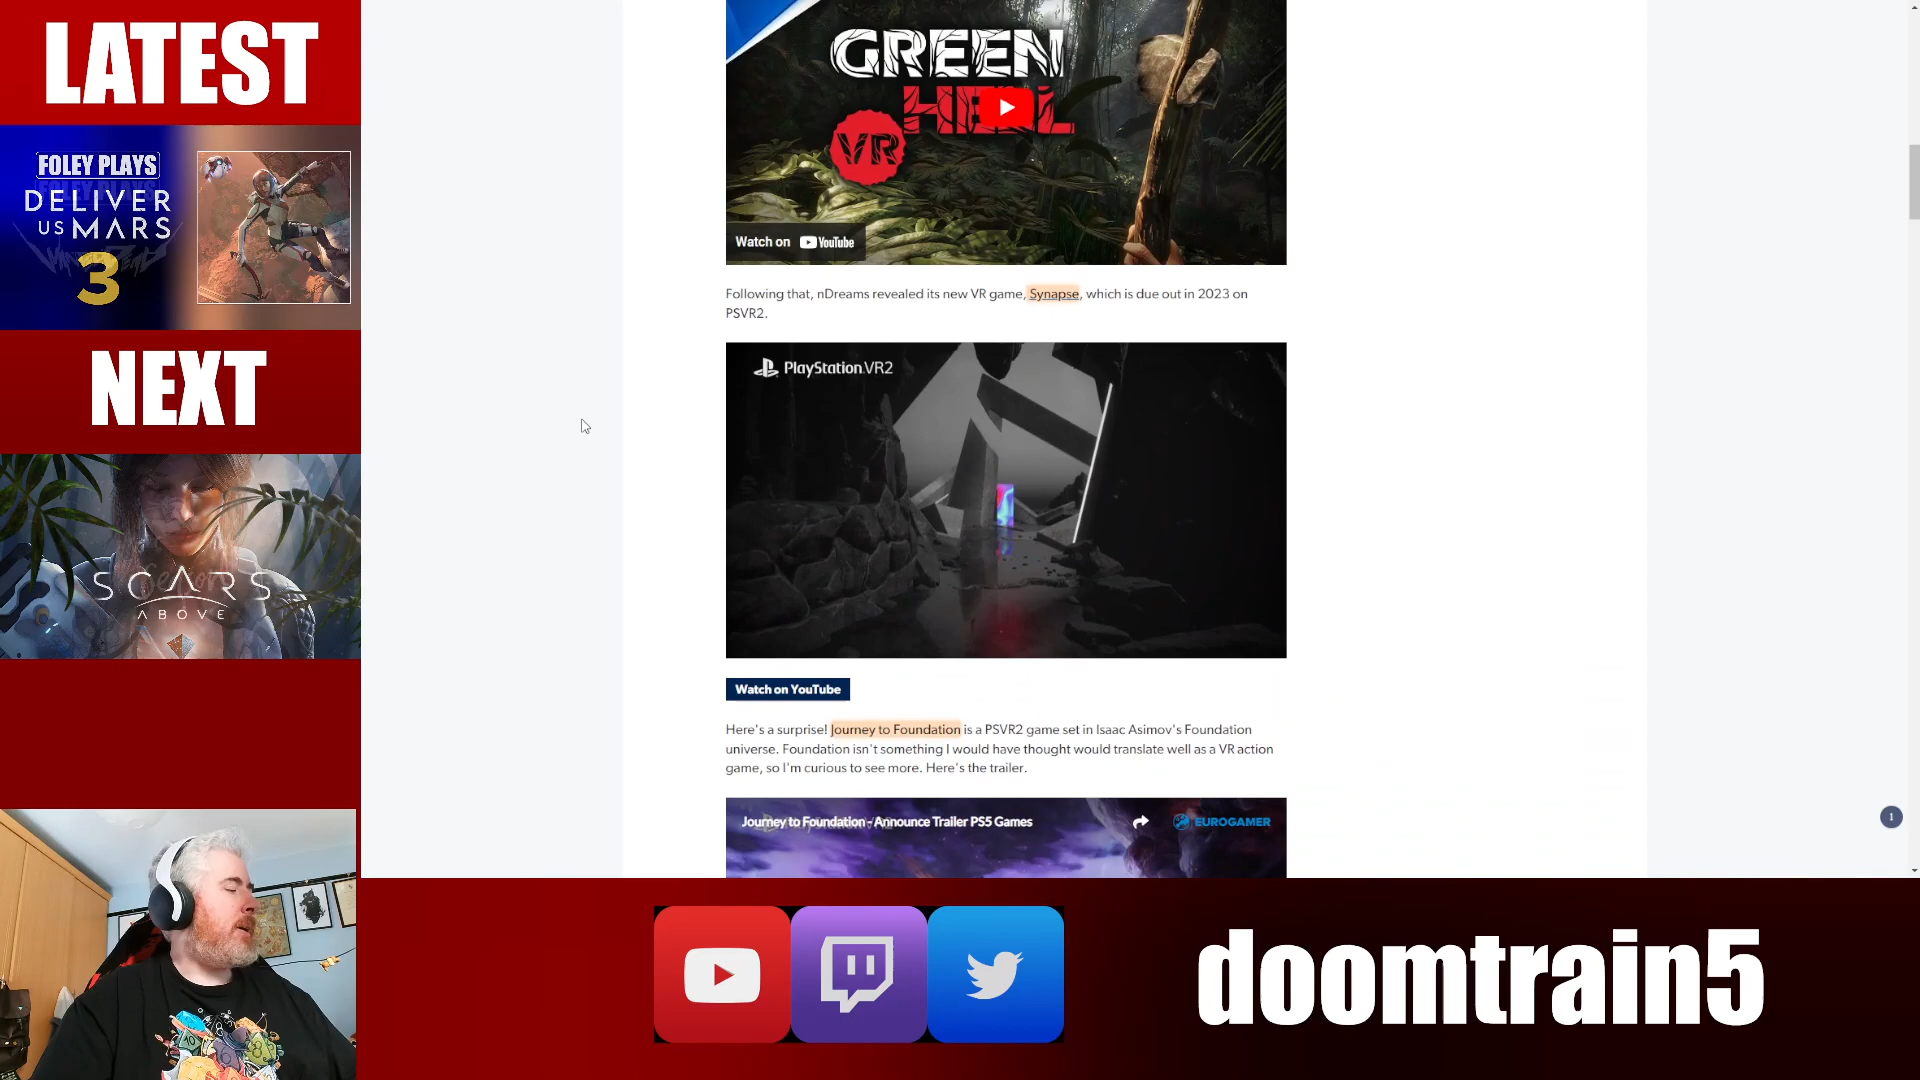 LATEST
FOLEY PLAYS
DELIVER
US MARS
3
NEXT
SCARS
ABOVE
GREEN
HELL
VR
Watch on YouTube
Following that, nDreams revealed its new VR game, Synapse, which is due out in 2023 on
PSVR2.
PlayStation.VR2
Watch on YouTube
Here's a surprise! Journey to Foundation is a PSVR2 game set in Isaac Asimov's Foundation
universe. Foundation isn't something I would have thought would translate well as a VR action
game, so I'm curious to see more. Here's the trailer.
Journey to Foundation - Announce Trailer PS5 Games
EUROGAMER
1
doomtrain5